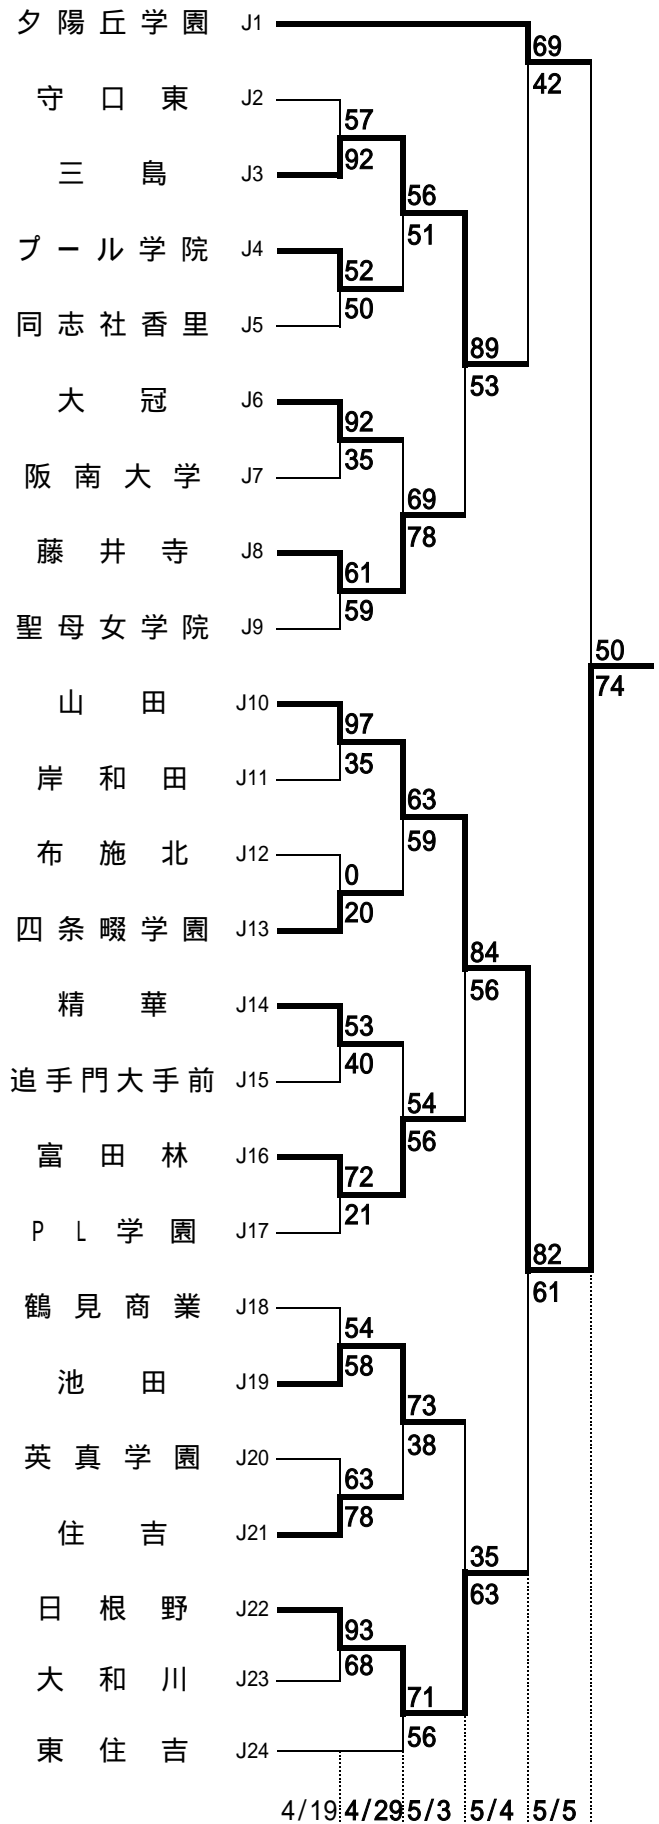 夕陽丘学園 J1
69
守口東 J2
42
57
三島 J3
92
56
プール学院 J4
51
52
同志社香里 J5
50
89
大冠 J6
53
92
阪南大学 J7
35
69
藤井寺 J8
78
61
聖母女学院 J9
59
50
山田 J10
74
97
岸和田 J11
35
63
布施北 J12
59
0
四条畷学園 J13
20
84
精華 J14
56
53
追手門大手前 J15
40
54
富田林 J16
56
72
PL学園 J17
21
82
鶴見商業 J18
61
54
池田 J19
58
73
英真学園 J20
38
63
住吉 J21
78
35
日根野 J22
63
93
大和川 J23
68
71
東住吉 J24
56
4/19 4/29 5/3 5/4 5/5